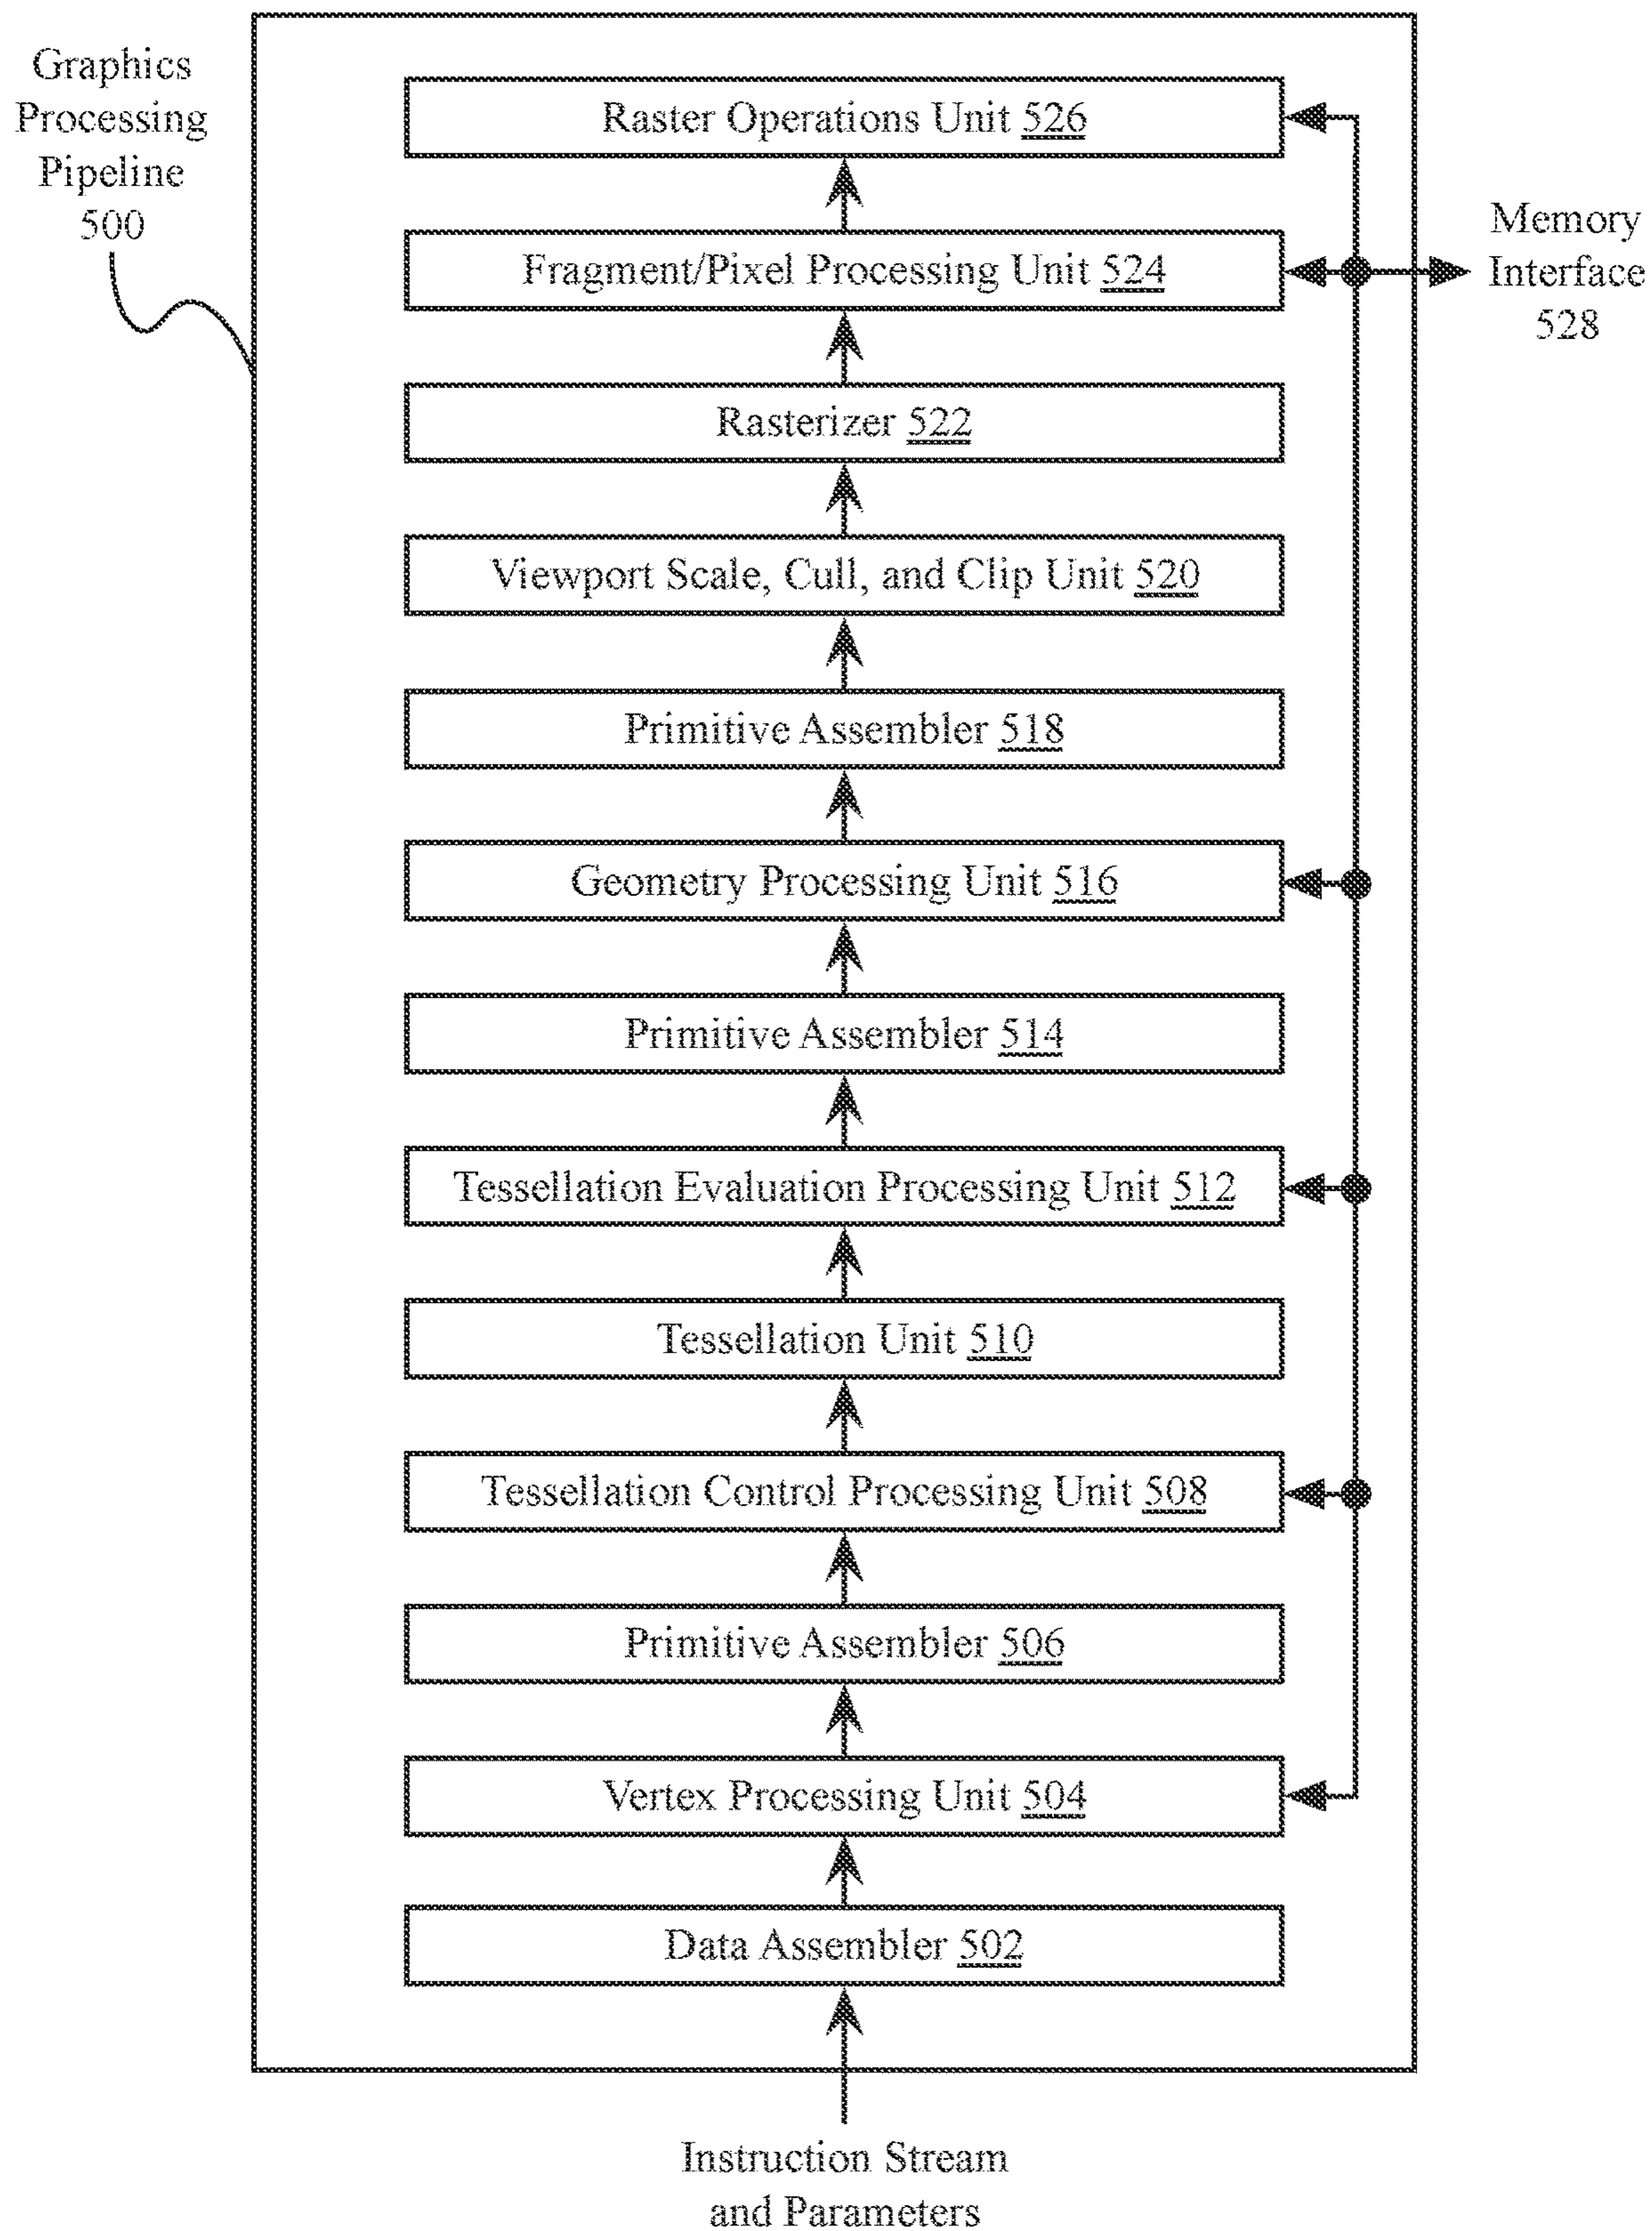 Graphics
Processing
Pipeline
500
Raster Operations Unit 526
Fragment/Pixel Processing Unit 524
Memory
Interface
528
Rasterizer 522
Viewport Scale, Cull, and Clip Unit 520
Primitive Assembler 518
Geometry Processing Unit 516
Primitive Assembler 514
Tessellation Evaluation Processing Unit 512
Tessellation Unit 510
Tessellation Control Processing Unit 508
Primitive Assembler 506
Vertex Processing Unit 504
Data Assembler 502
Instruction Stream
and Parameters